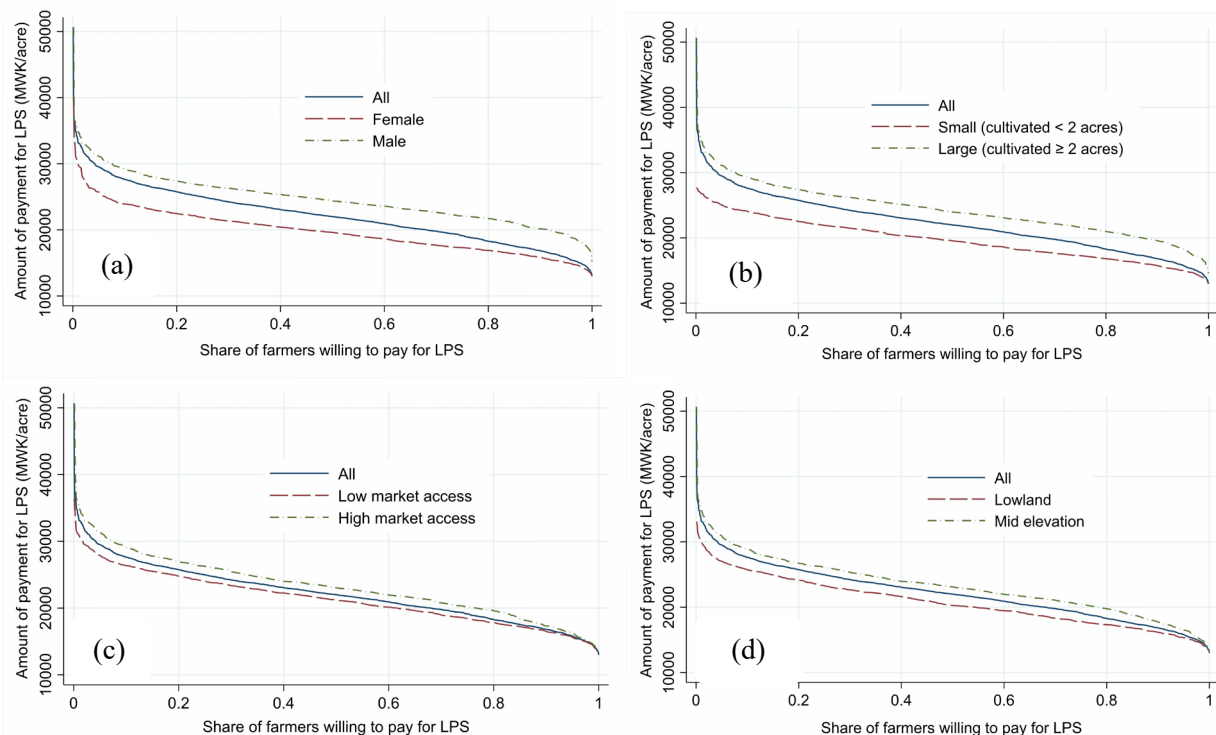 Amount of payment for LPS (MWK/acre)
50000
40000
30000
20000
10000
All
Female
Male
(a)
0 0.2 0.4 0.6 0.8 1
Share of farmers willing to pay for LPS
Amount of payment for LPS (MWK/acre)
50000
40000
30000
20000
10000
All
Small (cultivated < 2 acres)
Large (cultivated ≥ 2 acres)
(b)
0 0.2 0.4 0.6 0.8 1
Share of farmers willing to pay for LPS
Amount of payment for LPS (MWK/acre)
50000
40000
30000
20000
10000
All
Low market access
High market access
(c)
0 0.2 0.4 0.6 0.8 1
Share of farmers willing to pay for LPS
Amount of payment for LPS (MWK/acre)
50000
40000
30000
20000
10000
All
Lowland
Mid elevation
(d)
0 0.2 0.4 0.6 0.8 1
Share of farmers willing to pay for LPS